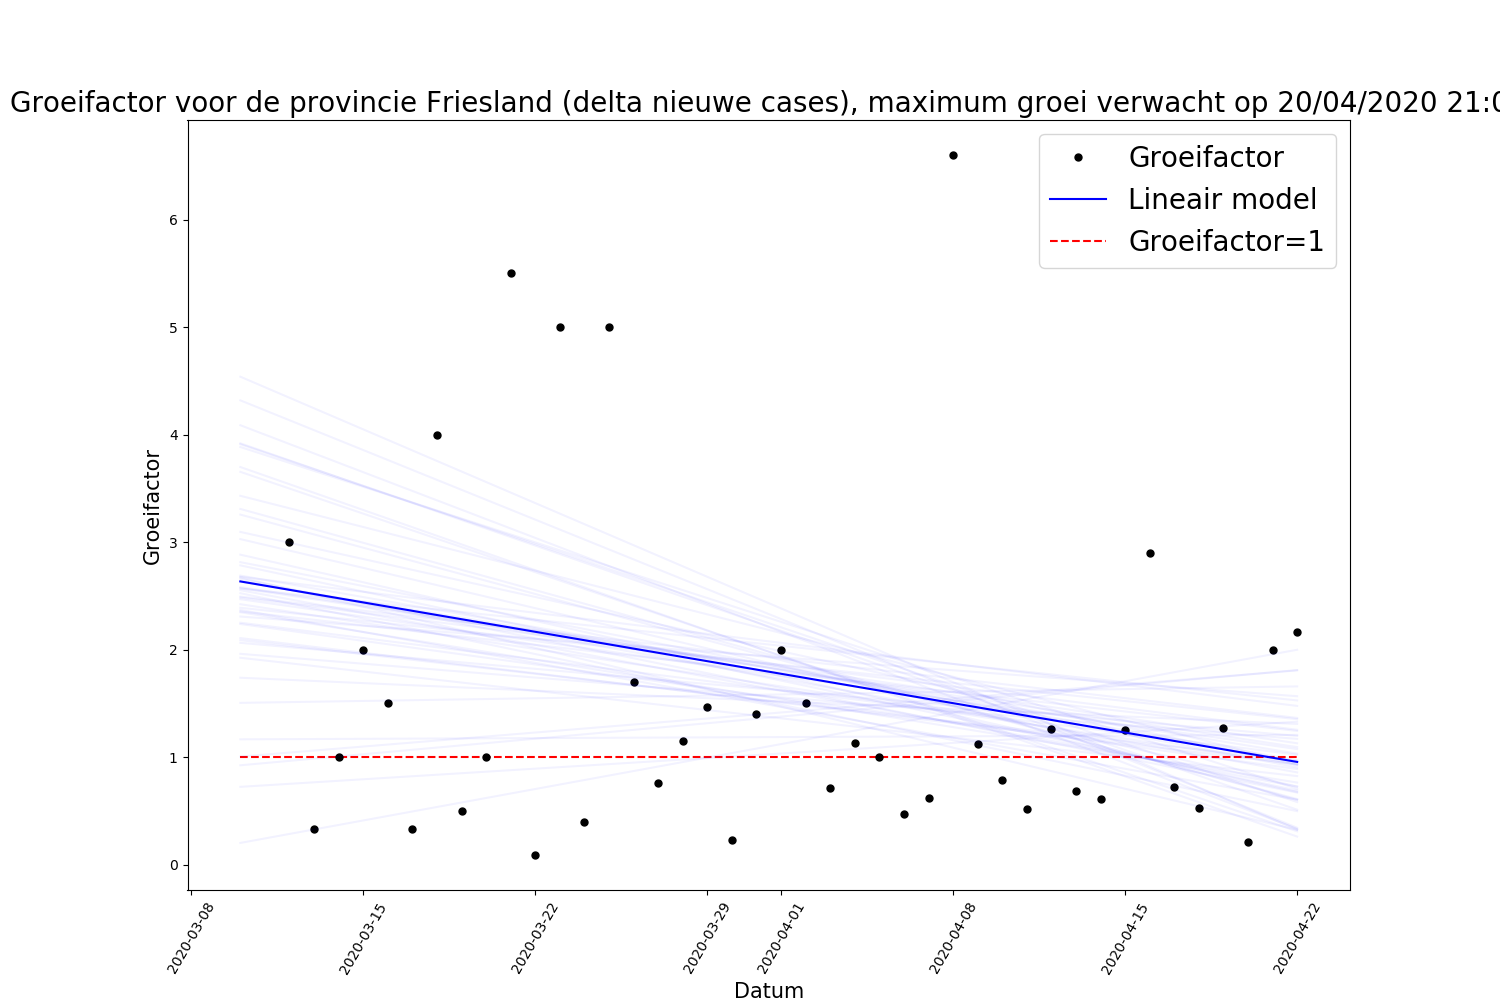 Groeifactor voor de provincie Friesland (delta nieuwe cases), maximum groei verwacht op 20/04/2020
Groeifactor
Lineair model
Groeifactor=1
Groeifactor
6
5
4
3
2
1
0
2020-03-08
2020-03-15
2020-03-22
2020-03-29
2020-04-01
2020-04-08
2020-04-15
2020-04-22
Datum